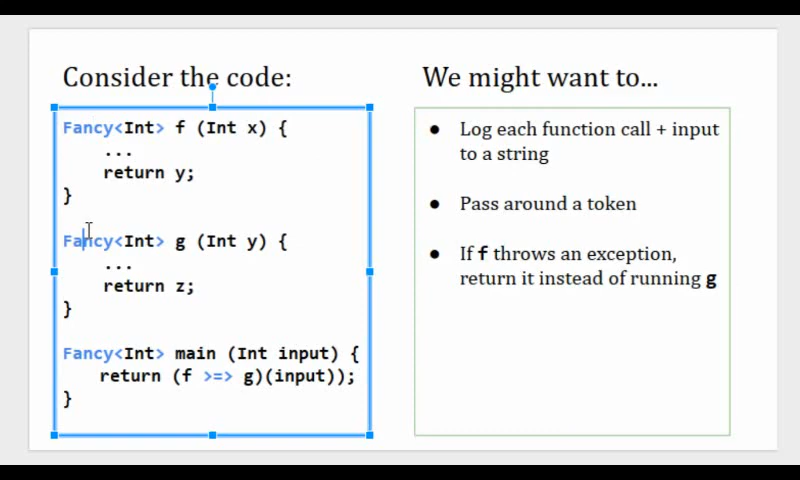 Consider the code:
Fancy<Int> f (Int x) {
...
return y;
}
Fancy<Int> g (Int y) {
...
return z;
}
Fancy<Int> main (Int input) {
return (f >=> g)(input));
}
We might want to...
● Log each function call + input
to a string
● Pass around a token
● If f throws an exception,
return it instead of running g